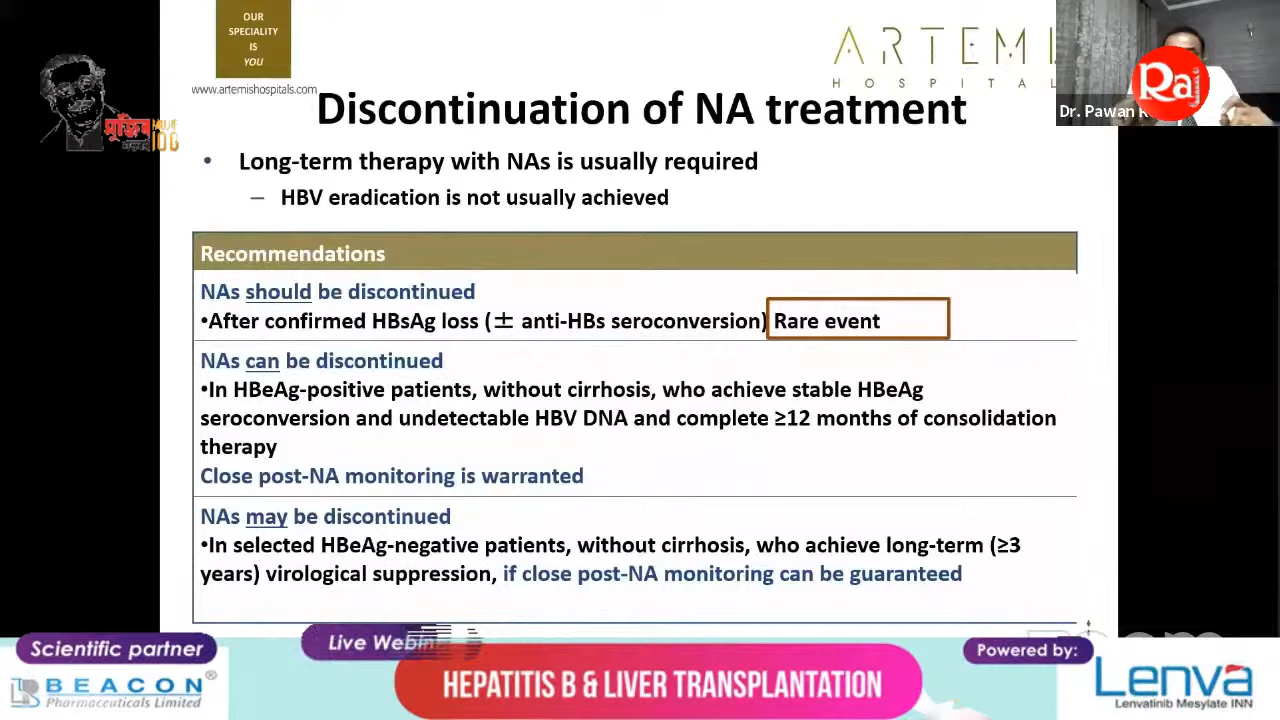 OUR
SPECIALITY
IS
YOU
www.artemishospitals.com
ARTEMI
HOSPITAL
মুজিব
100
Ra
Dr. Pawan R
Discontinuation of NA treatment
• Long-term therapy with NAs is usually required
– HBV eradication is not usually achieved
Recommendations
NAs should be discontinued
•After confirmed HBsAg loss (± anti-HBs seroconversion) Rare event
NAs can be discontinued
•In HBeAg-positive patients, without cirrhosis, who achieve stable HBeAg
seroconversion and undetectable HBV DNA and complete ≥12 months of consolidation
therapy
Close post-NA monitoring is warranted
NAs may be discontinued
•In selected HBeAg-negative patients, without cirrhosis, who achieve long-term (≥3
years) virological suppression, if close post-NA monitoring can be guaranteed
Scientific partner
BEACON®
Pharmaceuticals Limited
Live Webin
HEPATITIS B & LIVER TRANSPLANTATION
Powered by:
Lenva
Lenvatinib Mesylate INN